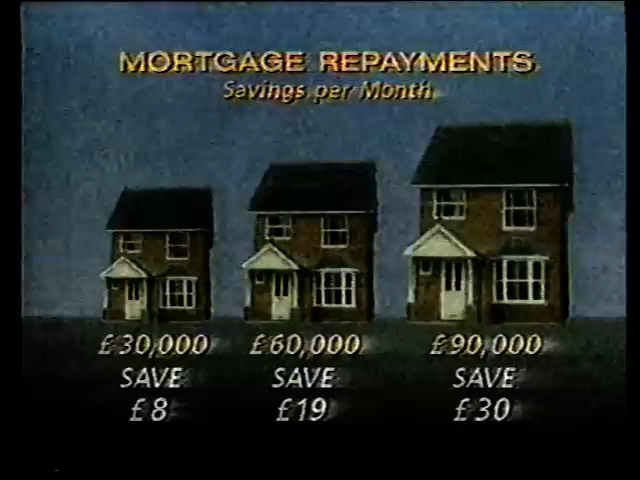 MORTGAGE REPAYMENTS
Savings per Month
£30,000 £60,000 £90,000
SAVE SAVE SAVE
£8 £19 £30